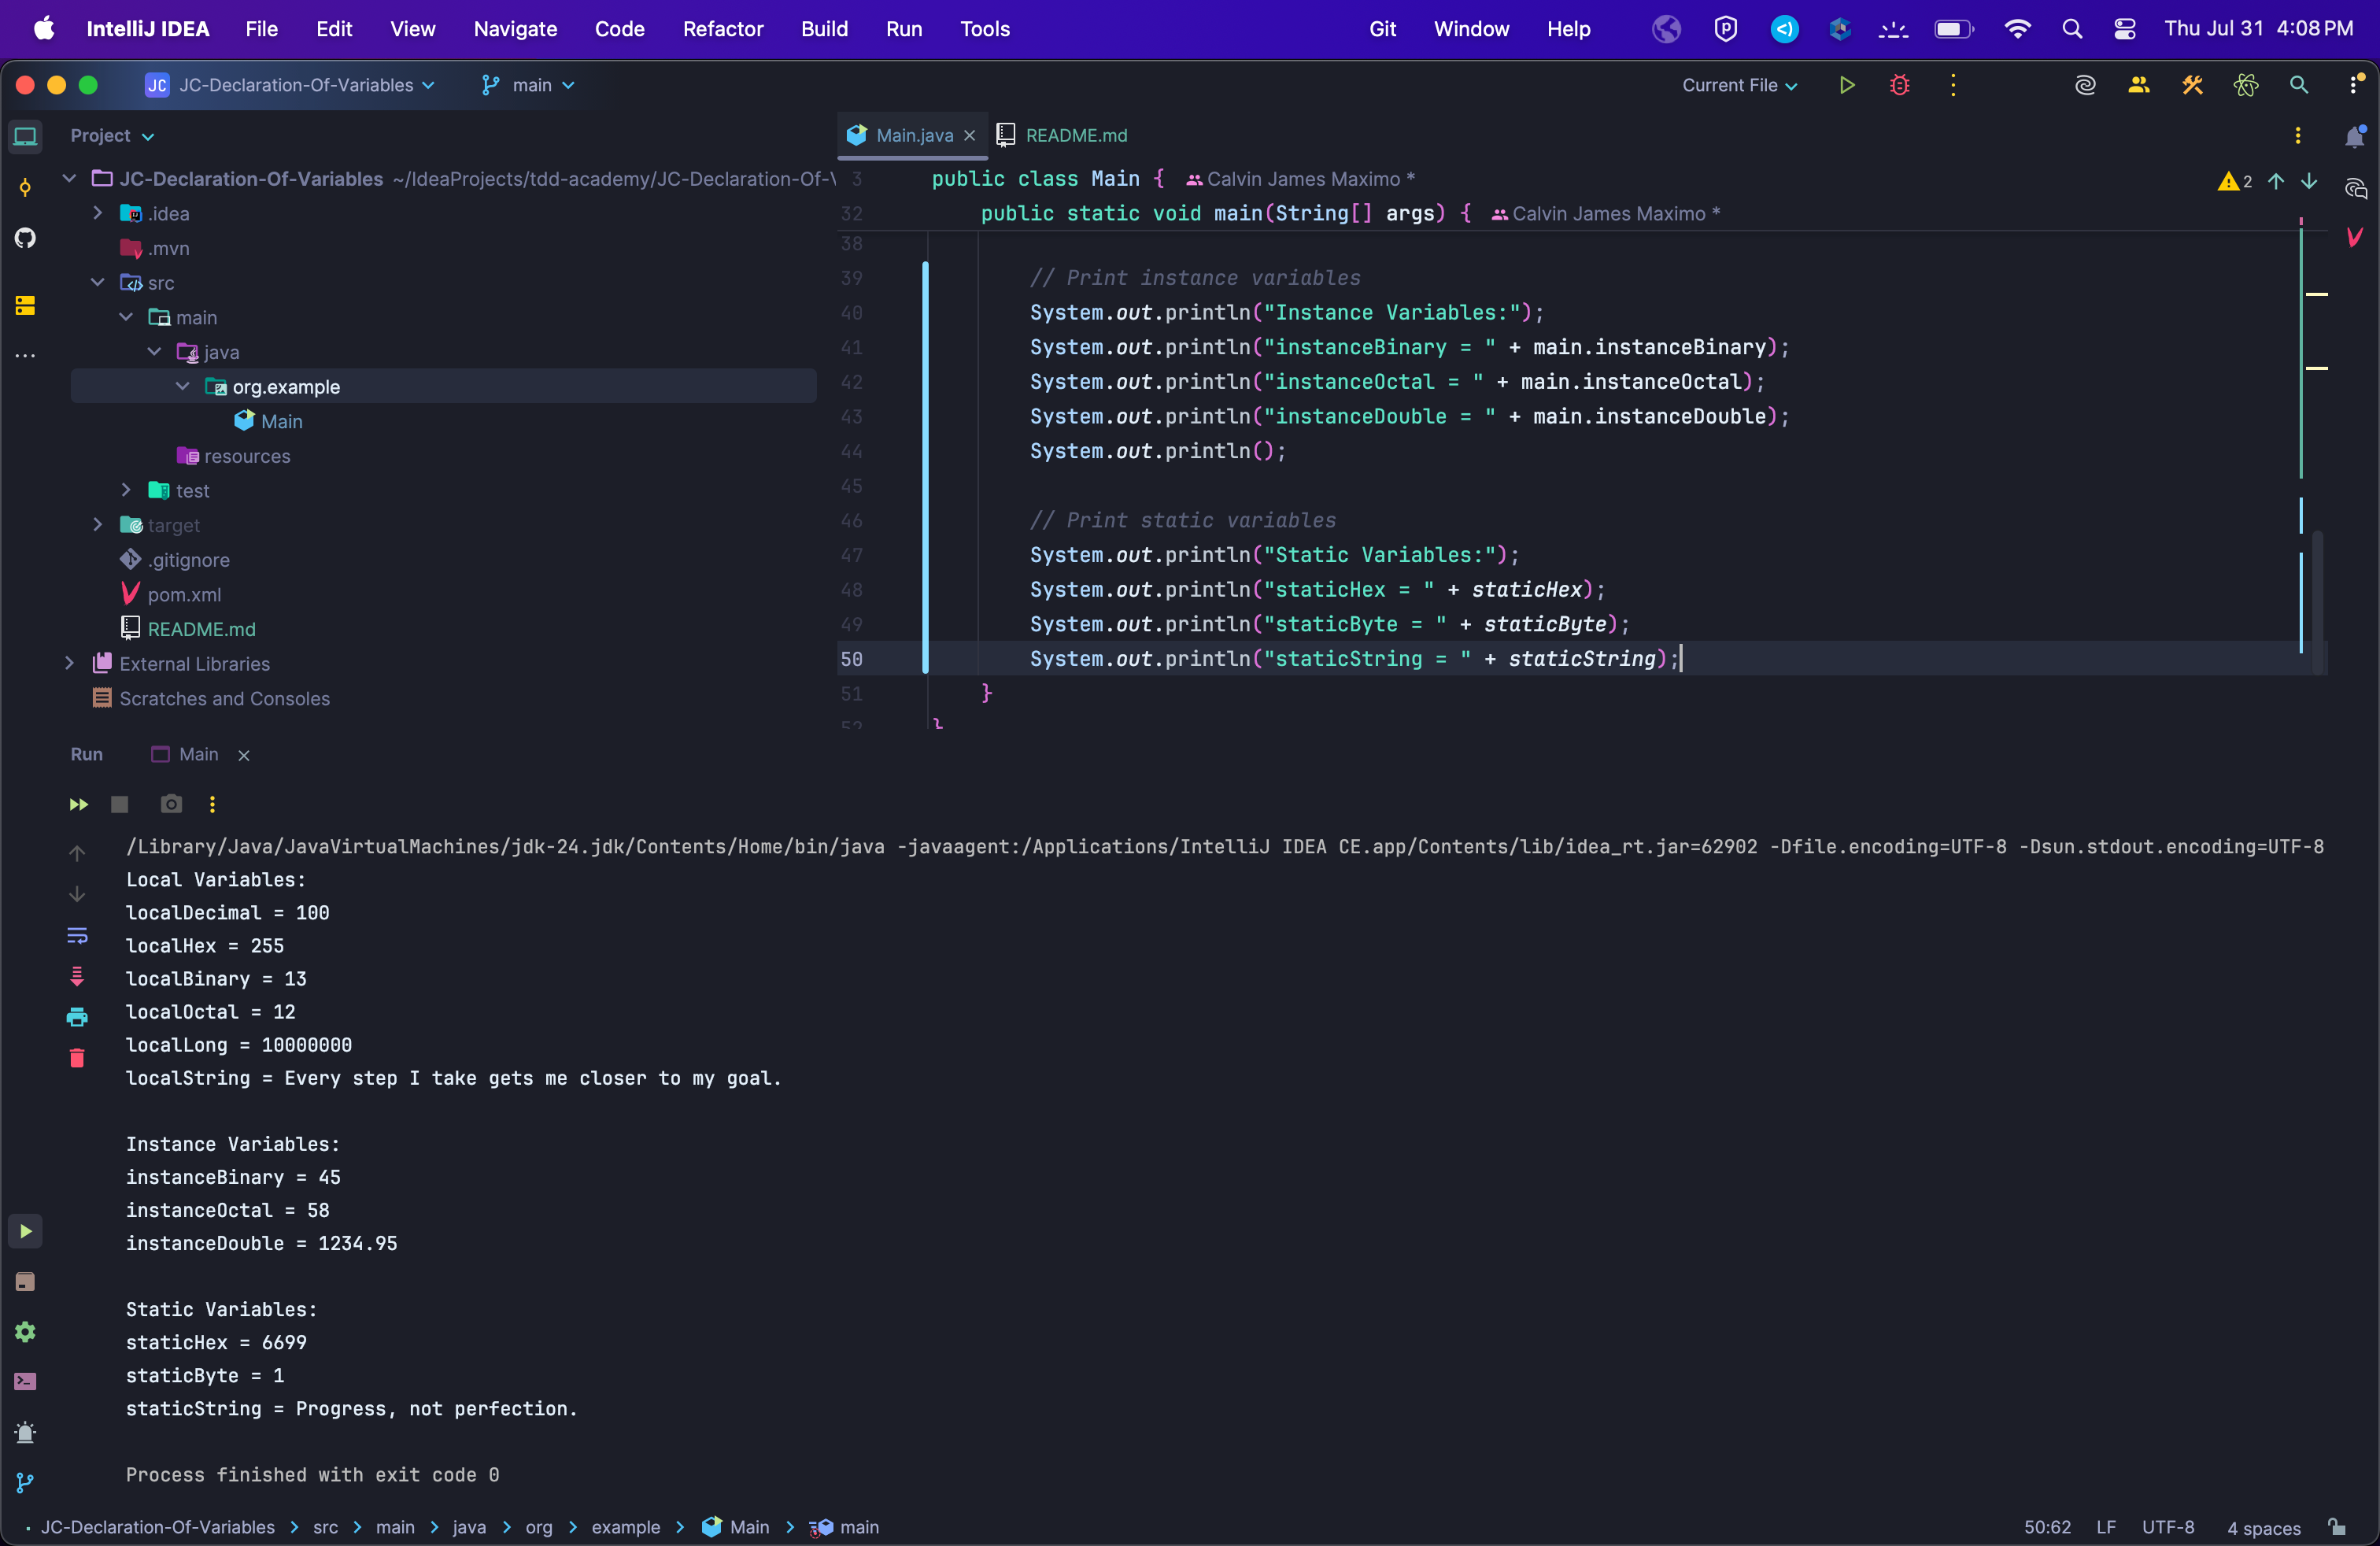 IntelliJ IDEA File Edit View Navigate Code Refactor Build Run Tools Git Window Help Thu Jul 31 4:08 PM
JC JC-Declaration-Of-Variables main Current File
Project
JC-Declaration-Of-Variables ~/IdeaProjects/tdd-academy/JC-Declaration-Of-V
.idea
.mvn
src
main
java
org.example
Main
resources
test
target
.gitignore
pom.xml
README.md
External Libraries
Scratches and Consoles
Main.java README.md
3 public class Main { Calvin James Maximo *
32 public static void main(String[] args) { Calvin James Maximo *
2
38
39 // Print instance variables
40 System.out.println("Instance Variables:");
41 System.out.println("instanceBinary = " + main.instanceBinary);
42 System.out.println("instanceOctal = " + main.instanceOctal);
43 System.out.println("instanceDouble = " + main.instanceDouble);
44 System.out.println();
45
46 // Print static variables
47 System.out.println("Static Variables:");
48 System.out.println("staticHex = " + staticHex);
49 System.out.println("staticByte = " + staticByte);
50 System.out.println("staticString = " + staticString);
51 }
52 }
Run Main
/Library/Java/JavaVirtualMachines/jdk-24.jdk/Contents/Home/bin/java -javaagent:/Applications/IntelliJ IDEA CE.app/Contents/lib/idea_rt.jar=62902 -Dfile.encoding=UTF-8 -Dsun.stdout.encoding=UTF-8
Local Variables:
localDecimal = 100
localHex = 255
localBinary = 13
localOctal = 12
localLong = 10000000
localString = Every step I take gets me closer to my goal.
Instance Variables:
instanceBinary = 45
instanceOctal = 58
instanceDouble = 1234.95
Static Variables:
staticHex = 6699
staticByte = 1
staticString = Progress, not perfection.
Process finished with exit code 0
JC-Declaration-Of-Variables src main java org example Main main 50:62 LF UTF-8 4 spaces